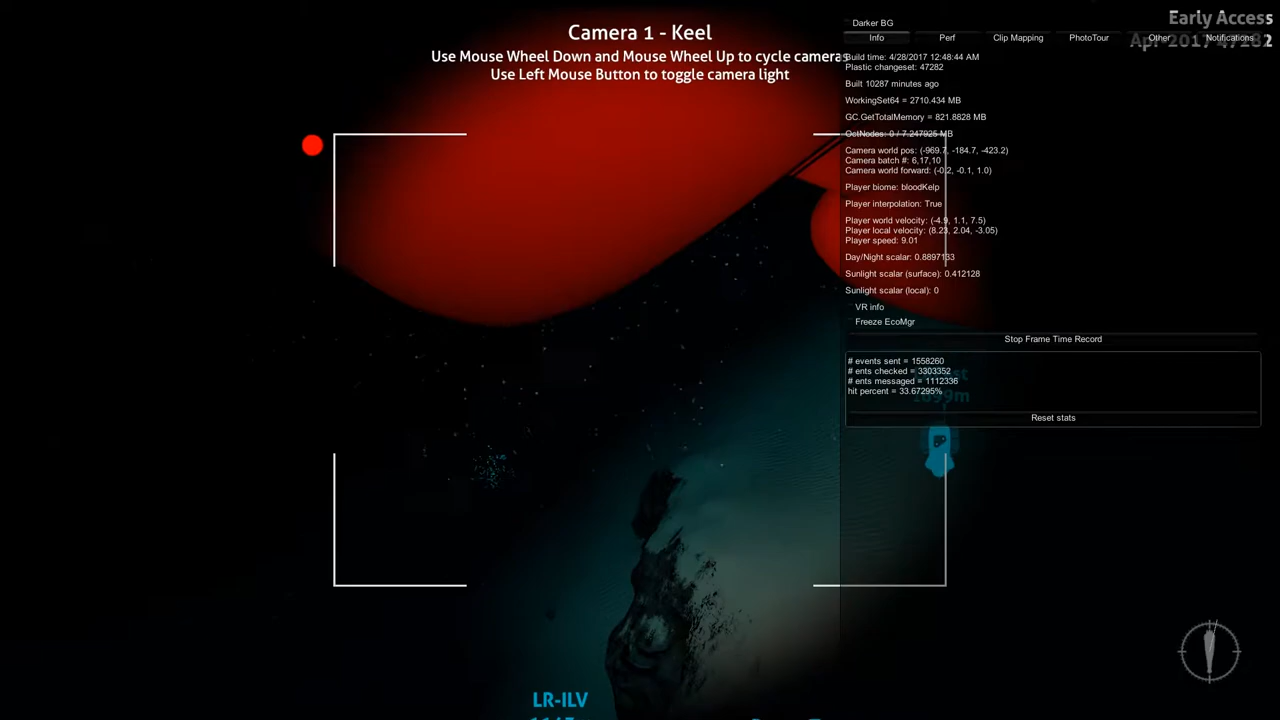 Camera 1 - Keel
Use Mouse Wheel Down and Mouse Wheel Up to cycle cameras
Use Left Mouse Button to toggle camera light
Early Access
Apr-2017 47282
Darker BG
Info Perf Clip Mapping PhotoTour Other Notifications
Build time: 4/28/2017 12:48:44 AM
Plastic changeset: 47282
Built 10287 minutes ago
WorkingSet64 = 2710.434 MB
GC.GetTotalMemory = 821.8828 MB
OctNodes: 0 / 7.247925 MB
Camera world pos: (-969.7, -184.7, -423.2)
Camera batch #: 6,17,10
Camera world forward: (-0.2, -0.1, 1.0)
Player biome: bloodKelp
Player interpolation: True
Player world velocity: (-4.9, 1.1, 7.5)
Player local velocity: (8.23, 2.04, -3.05)
Player speed: 9.01
Day/Night scalar: 0.8897133
Sunlight scalar (surface): 0.412128
Sunlight scalar (local): 0
VR info
Freeze EcoMgr
Stop Frame Time Record
# events sent = 1558260
# ents checked = 3303352
# ents messaged = 1112336
hit percent = 33.67295%
Reset stats
LR-ILV